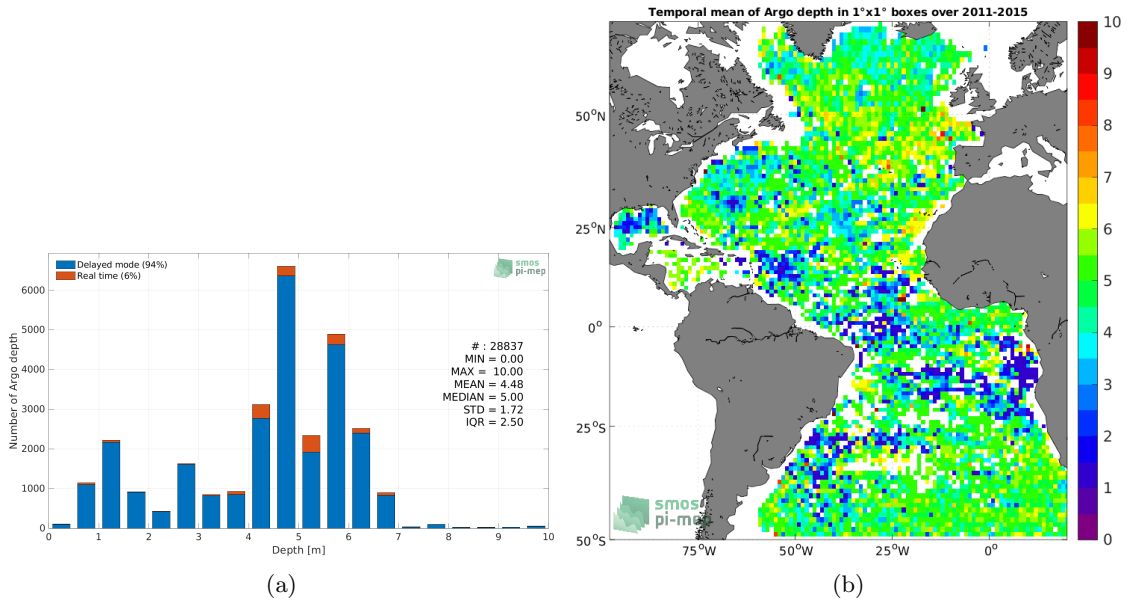 Temporal mean of Argo depth in 1°x1° boxes over 2011-2015
Delayed mode (94%)
Real time (6%)
smos
pi-mep
# : 28837
MIN = 0.00
MAX = 10.00
MEAN = 4.48
MEDIAN = 5.00
STD = 1.72
IQR = 2.50
Number of Argo depth
6000
5000
4000
3000
2000
1000
0
0 1 2 3 4 5 6 7 8 9 10
Depth [m]
(a)
50°N
25°N
0°
25°S
50°S
75°W 50°W 25°W 0°
smos
pi-mep
10
9
8
7
6
5
4
3
2
1
0
(b)